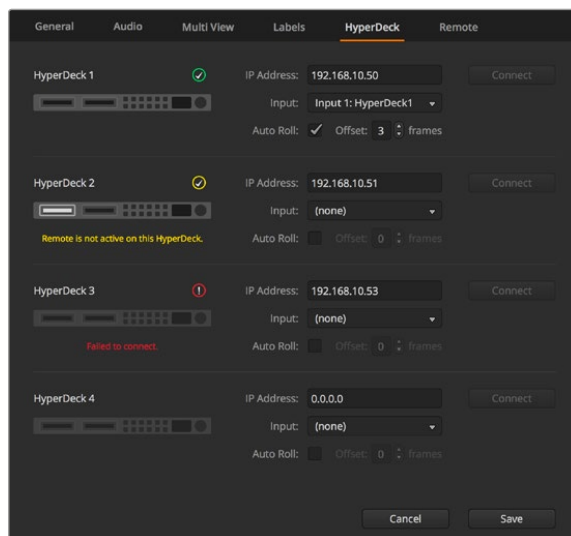 General Audio Multi View Labels HyperDeck Remote
HyperDeck 1 IP Address: 192.168.10.50 Connect
Input: Input 1: HyperDeck1
Auto Roll: Offset: 3 frames
HyperDeck 2 IP Address: 192.168.10.51 Connect
Input: (none)
Remote is not active on this HyperDeck. Auto Roll: Offset: 0 frames
HyperDeck 3 IP Address: 192.168.10.53 Connect
Input: (none)
Failed to connect. Auto Roll: Offset: 0 frames
HyperDeck 4 IP Address: 0.0.0.0 Connect
Input: (none)
Auto Roll: Offset: 0 frames
Cancel Save